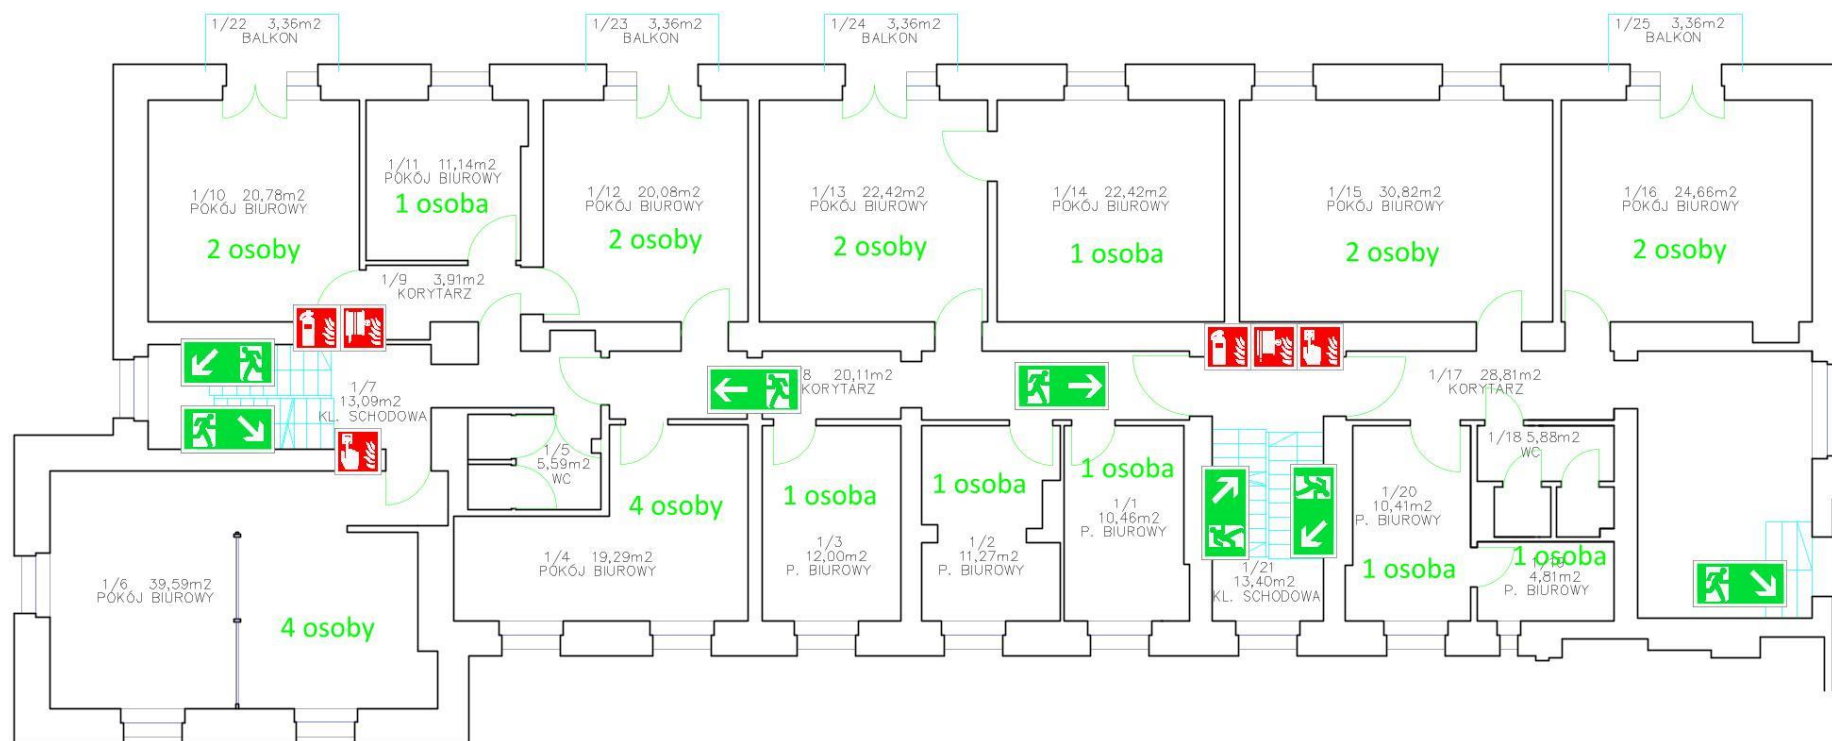 1/22 3,36m2
BALKON
1/23 3,36m2
BALKON
1/24 3,36m2
BALKON
1/25 3,36m2
BALKON
1/10 20,78m2
POKÓJ BIUROWY
2 osoby
1/11 11,14m2
POKÓJ BIUROWY
1 osoba
1/12 20,08m2
POKÓJ BIUROWY
2 osoby
1/13 22,42m2
POKÓJ BIUROWY
2 osoby
1/14 22,42m2
POKÓJ BIUROWY
1 osoba
1/15 30,82m2
POKÓJ BIUROWY
2 osoby
1/16 24,66m2
POKÓJ BIUROWY
2 osoby
1/9 3,91m2
KORYTARZ
1/7
13,09m2
KL. SCHODOWA
8 20,11m2
KORYTARZ
1/17 28,81m2
KORYTARZ
1/6 39,59m2
POKÓJ BIUROWY
4 osoby
1/5
5,59m2
WC
4 osoby
1/4 19,29m2
POKÓJ BIUROWY
1 osoba
1/3
12,00m2
P. BIUROWY
1 osoba
1/2
11,27m2
P. BIUROWY
1 osoba
1/1
10,46m2
P. BIUROWY
1/21
13,40m2
KL. SCHODOWA
1/20
10,41m2
P. BIUROWY
1 osoba
1/18 5,88m2
WC
1 osoba
4,81m2
P. BIUROWY